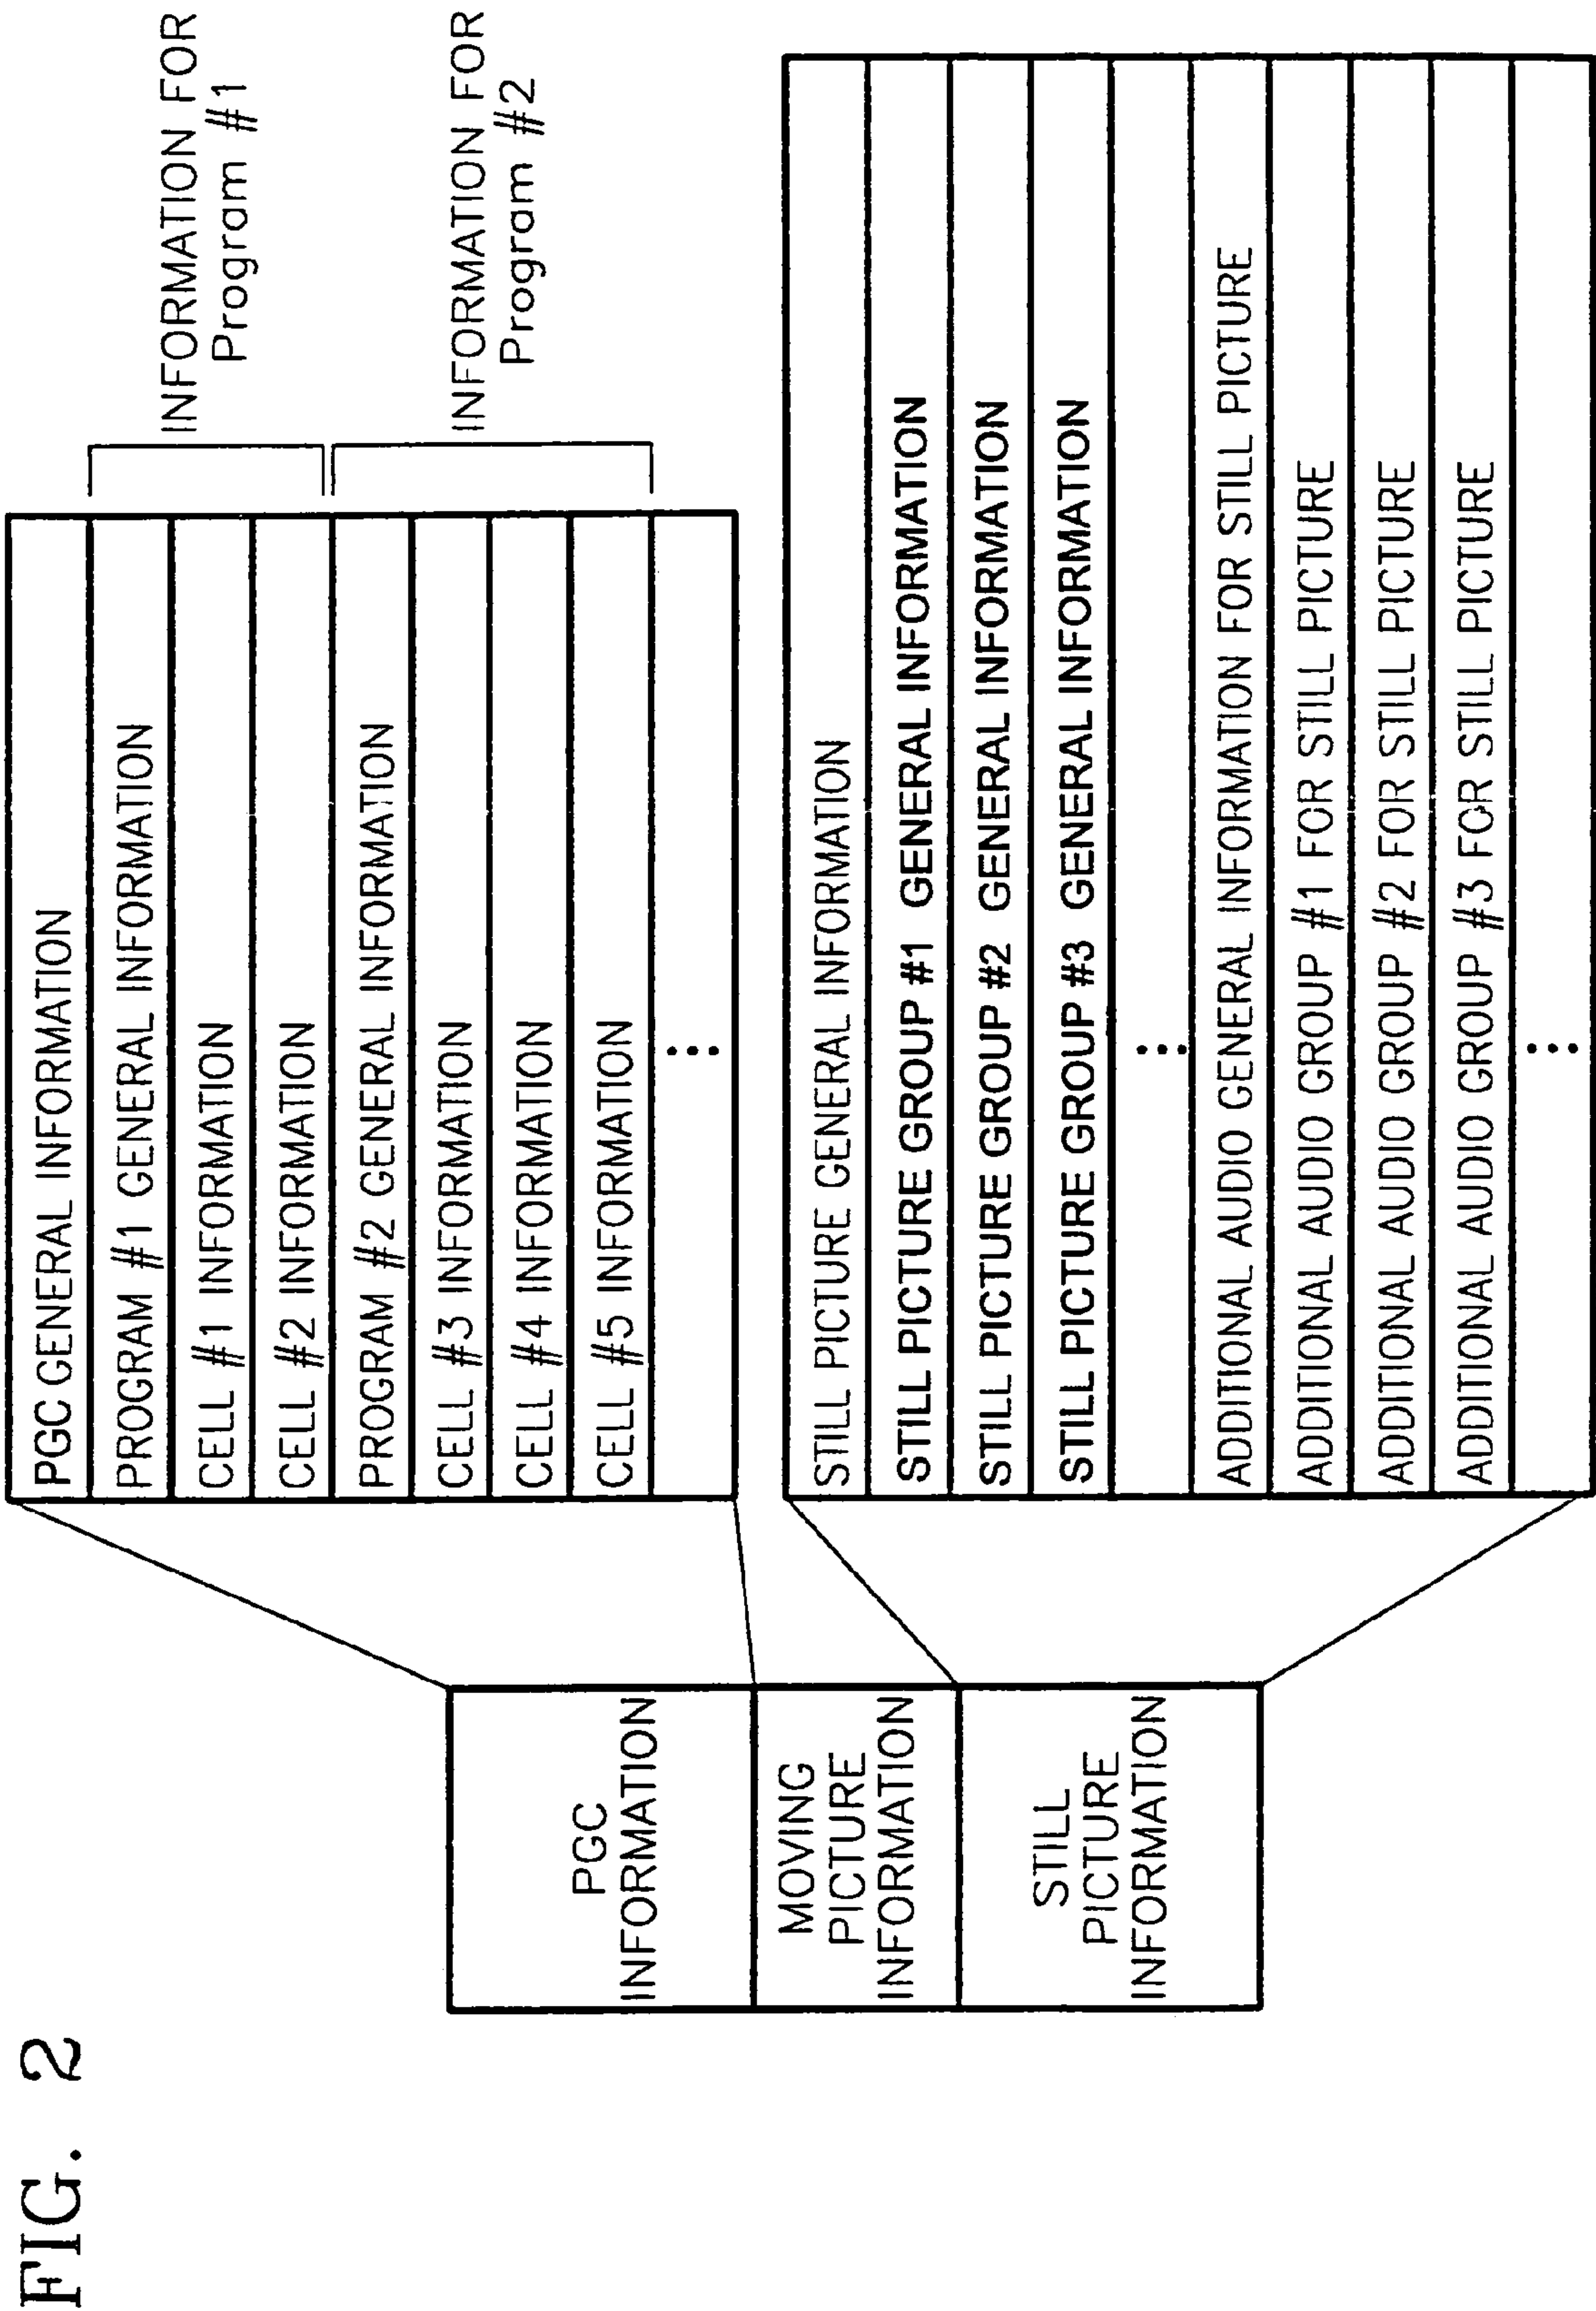 FIG. 2
PGC
INFORMATION
MOVING
PICTURE
INFORMATION
STILL
PICTURE
INFORMATION
PGC GENERAL INFORMATION
PROGRAM #1 GENERAL INFORMATION
CELL #1 INFORMATION
CELL #2 INFORMATION
PROGRAM #2 GENERAL INFORMATION
CELL #3 INFORMATION
CELL #4 INFORMATION
CELL #5 INFORMATION
...
INFORMATION FOR
Program #1
INFORMATION FOR
Program #2
STILL PICTURE GENERAL INFORMATION
STILL PICTURE GROUP #1 GENERAL INFORMATION
STILL PICTURE GROUP #2 GENERAL INFORMATION
STILL PICTURE GROUP #3 GENERAL INFORMATION
...
ADDITIONAL AUDIO GENERAL INFORMATION FOR STILL PICTURE
ADDITIONAL AUDIO GROUP #1 FOR STILL PICTURE
ADDITIONAL AUDIO GROUP #2 FOR STILL PICTURE
ADDITIONAL AUDIO GROUP #3 FOR STILL PICTURE
...